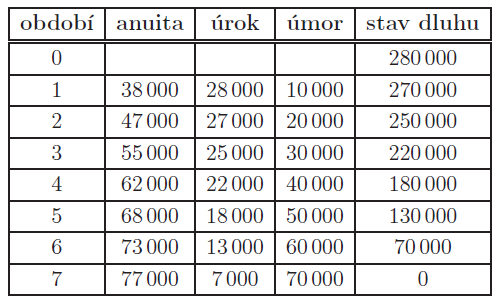 období anuita úrok úmor stav dluhu
0 280 000
1 38 000 28 000 10 000 270 000
2 47 000 27 000 20 000 250 000
3 55 000 25 000 30 000 220 000
4 62 000 22 000 40 000 180 000
5 68 000 18 000 50 000 130 000
6 73 000 13 000 60 000 70 000
7 77 000 7 000 70 000 0